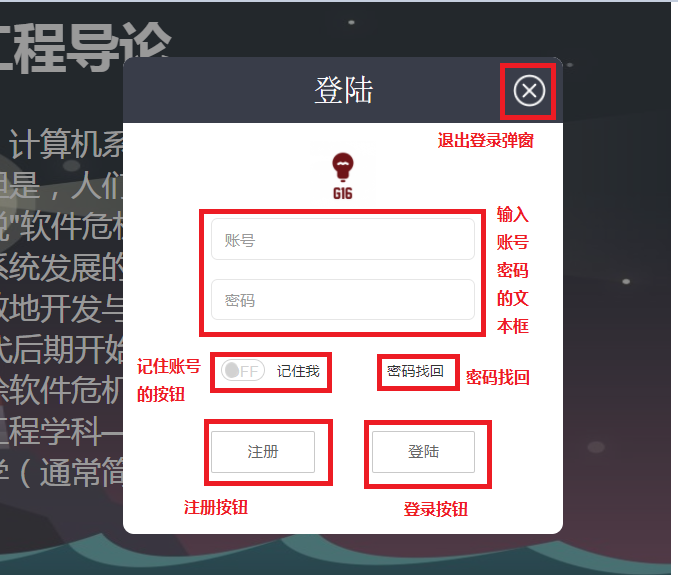 工程导论
登陆
退出登录弹窗
计算机系
但是，人们
说"软件危机
系统发展的
效地开发与
代后期开始
除软件危机
工程学科—
学（通常简
G16
账号
密码
输入
账号
密码
的文
本框
记住账号
的按钮
OFF
记住我
密码找回
密码找回
注册
登陆
注册按钮
登录按钮